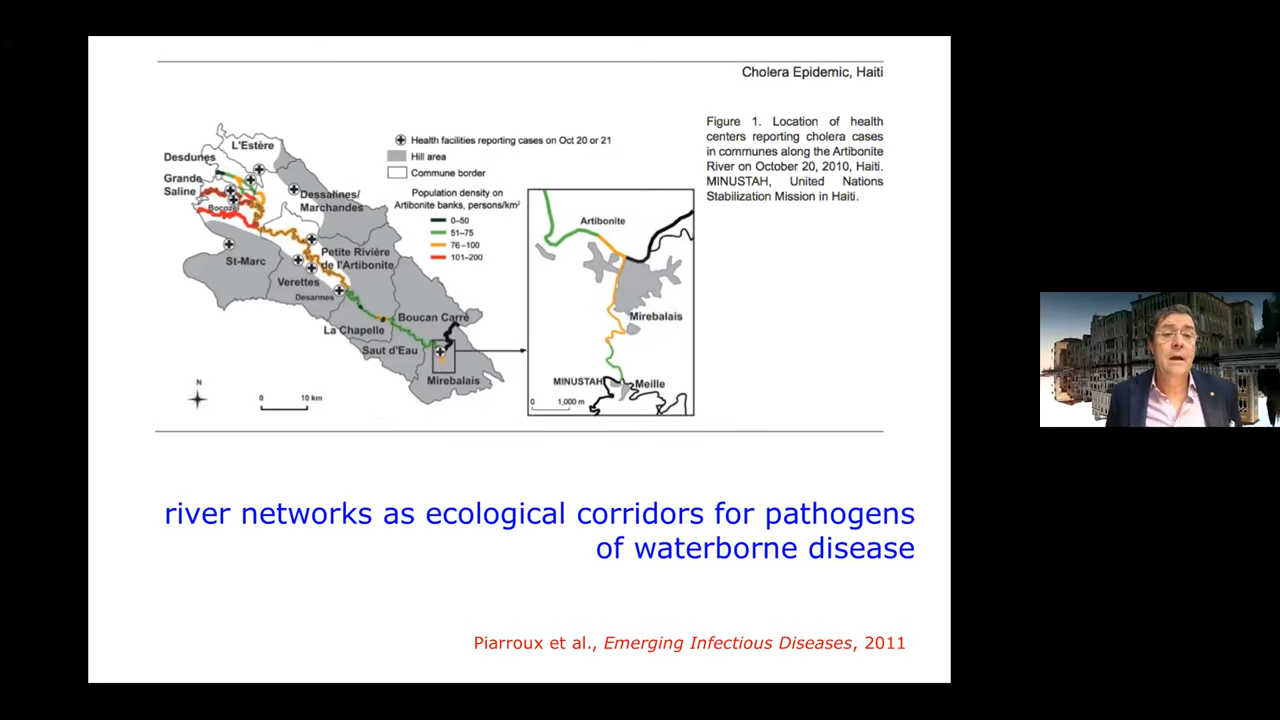 Cholera Epidemic, Haiti
Figure 1. Location of health
centers reporting cholera cases
in communes along the Artibonite
River on October 20, 2010, Haiti.
MINUSTAH, United Nations
Stabilization Mission in Haiti.
Health facilities reporting cases on Oct 20 or 21
Hill area
Commune border
Population density on
Artibonite banks, persons/km²
0–50
51–75
76–100
101–200
L'Estère
Desdunes
Grande
Saline
Bocozel
Dessalines/
Marchandes
Petite Rivière
de l'Artibonite
St-Marc
Verettes
Desarmes
La Chapelle
Boucan Carré
Saut d'Eau
Mirebalais
N
0 10 km
Artibonite
Mirebalais
MINUSTAH
Meille
0 1,000 m
river networks as ecological corridors for pathogens
of waterborne disease
Piarroux et al., Emerging Infectious Diseases, 2011